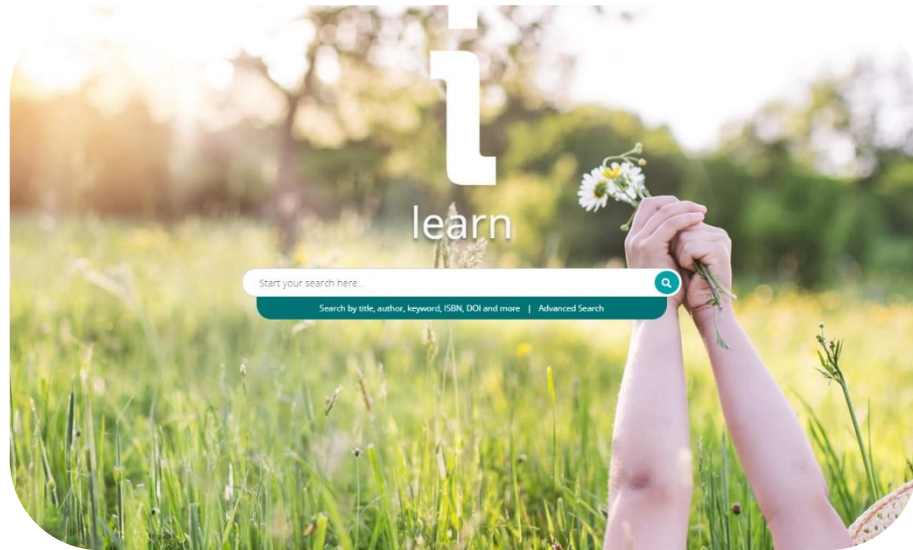 i
learn
Start your search here...
Search by title, author, keyword, ISBN, DOI and more | Advanced Search